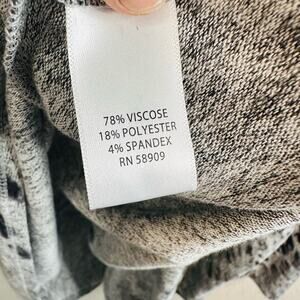 78% VISCOSE
18% POLYESTER
4% SPANDEX
RN 58909